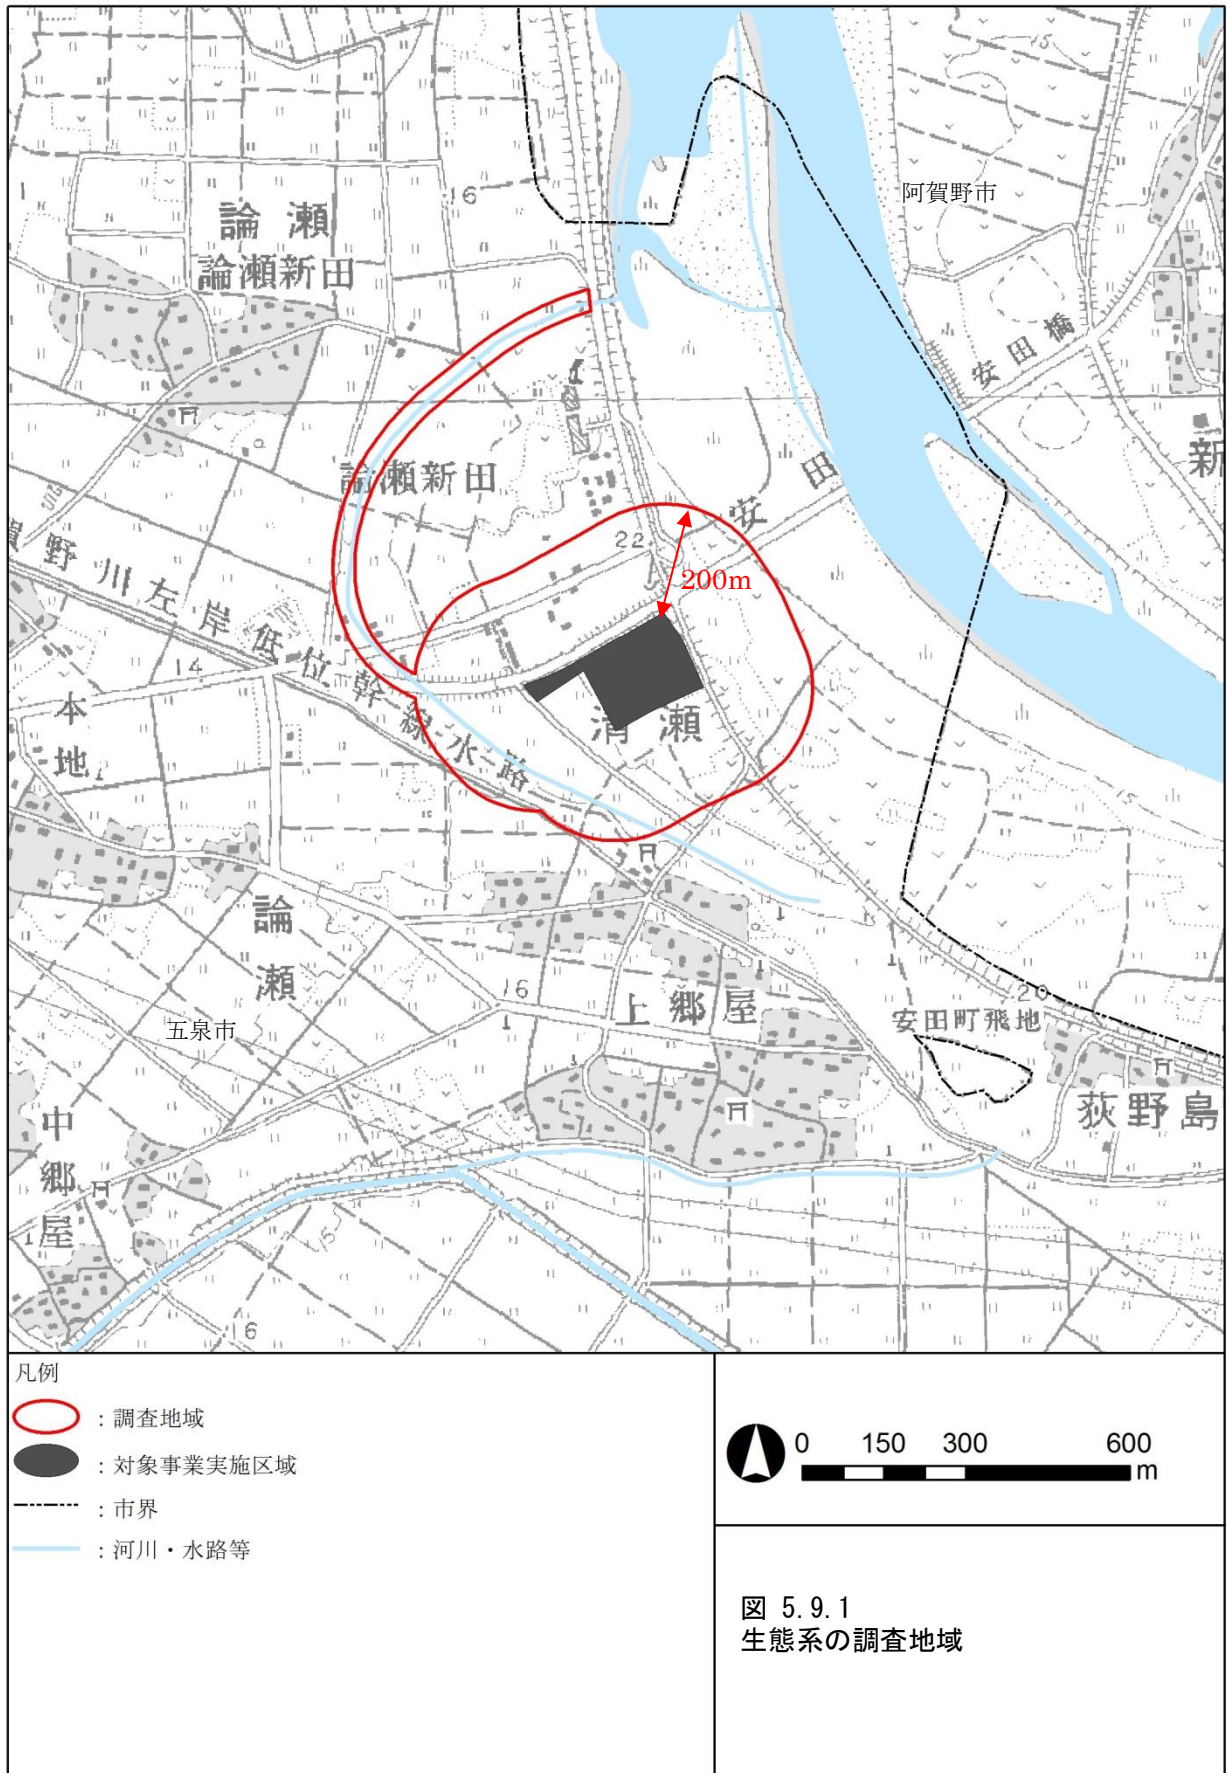 16
論瀬
論瀬新田
阿賀野市
安田橋
新
論瀬新田
22
安田
200m
野川左岸低位幹線水路
14
本地
清瀬
論瀬
五泉市
16
上郷屋
20
安田町飛地
荻野島
中郷屋
15
15
15
16
凡例
：調査地域
：対象事業実施区域
：市界
：河川・水路等
0 150 300 600
m
図 5.9.1
生態系の調査地域